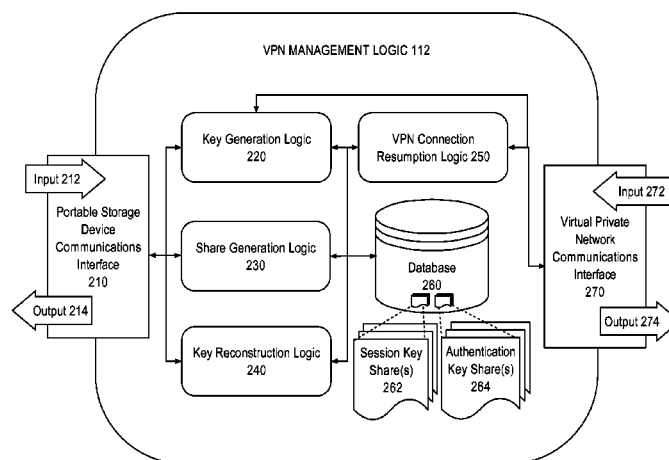 VPN MANAGEMENT LOGIC 112
Key Generation Logic
220
VPN Connection
Resumption Logic 250
Input 212
Portable Storage
Device
Communications
Interface
210
Output 214
Share Generation Logic
230
Database
260
Input 272
Virtual Private
Network
Communications
Interface
270
Output 274
Key Reconstruction Logic
240
Session Key
Share(s)
262
Authentication
Key Share(s)
264